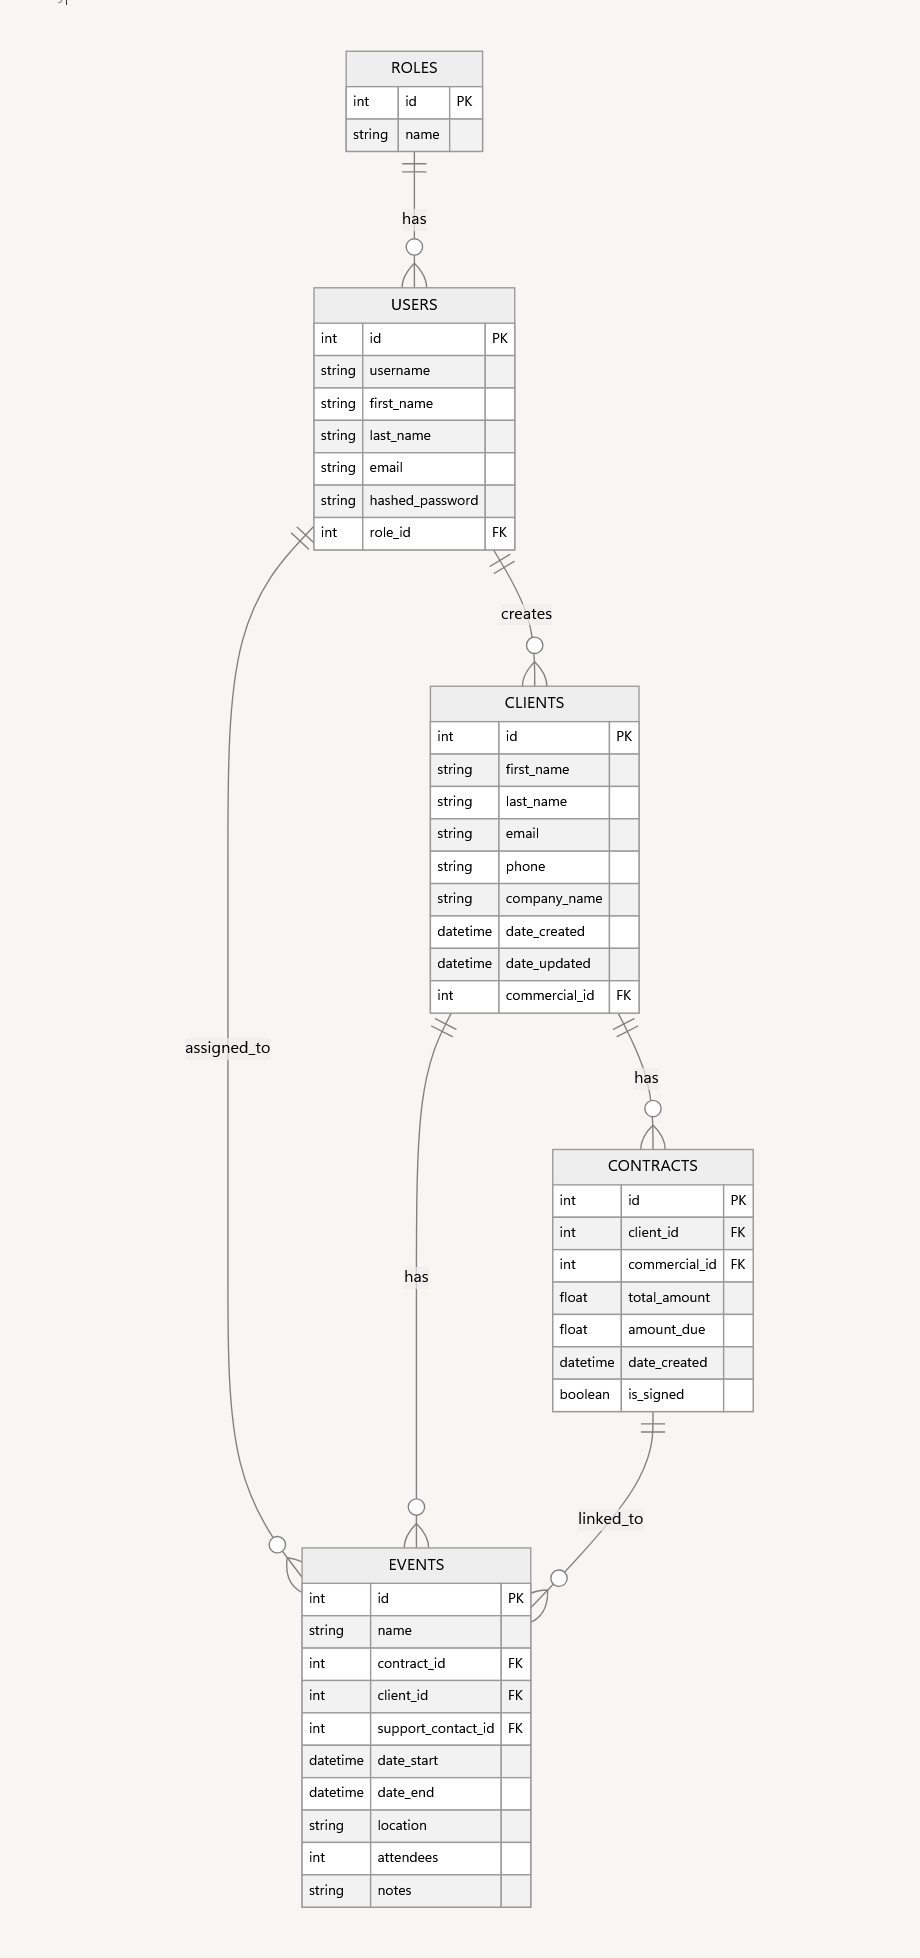 ROLES
int id PK
string name
has
USERS
int id PK
string username
string first_name
string last_name
string email
string hashed_password
int role_id FK
creates
CLIENTS
int id PK
string first_name
string last_name
string email
string phone
string company_name
datetime date_created
datetime date_updated
int commercial_id FK
assigned_to
has
CONTRACTS
int id PK
int client_id FK
int commercial_id FK
float total_amount
float amount_due
datetime date_created
boolean is_signed
has
linked_to
EVENTS
int id PK
string name
int contract_id FK
int client_id FK
int support_contact_id FK
datetime date_start
datetime date_end
string location
int attendees
string notes